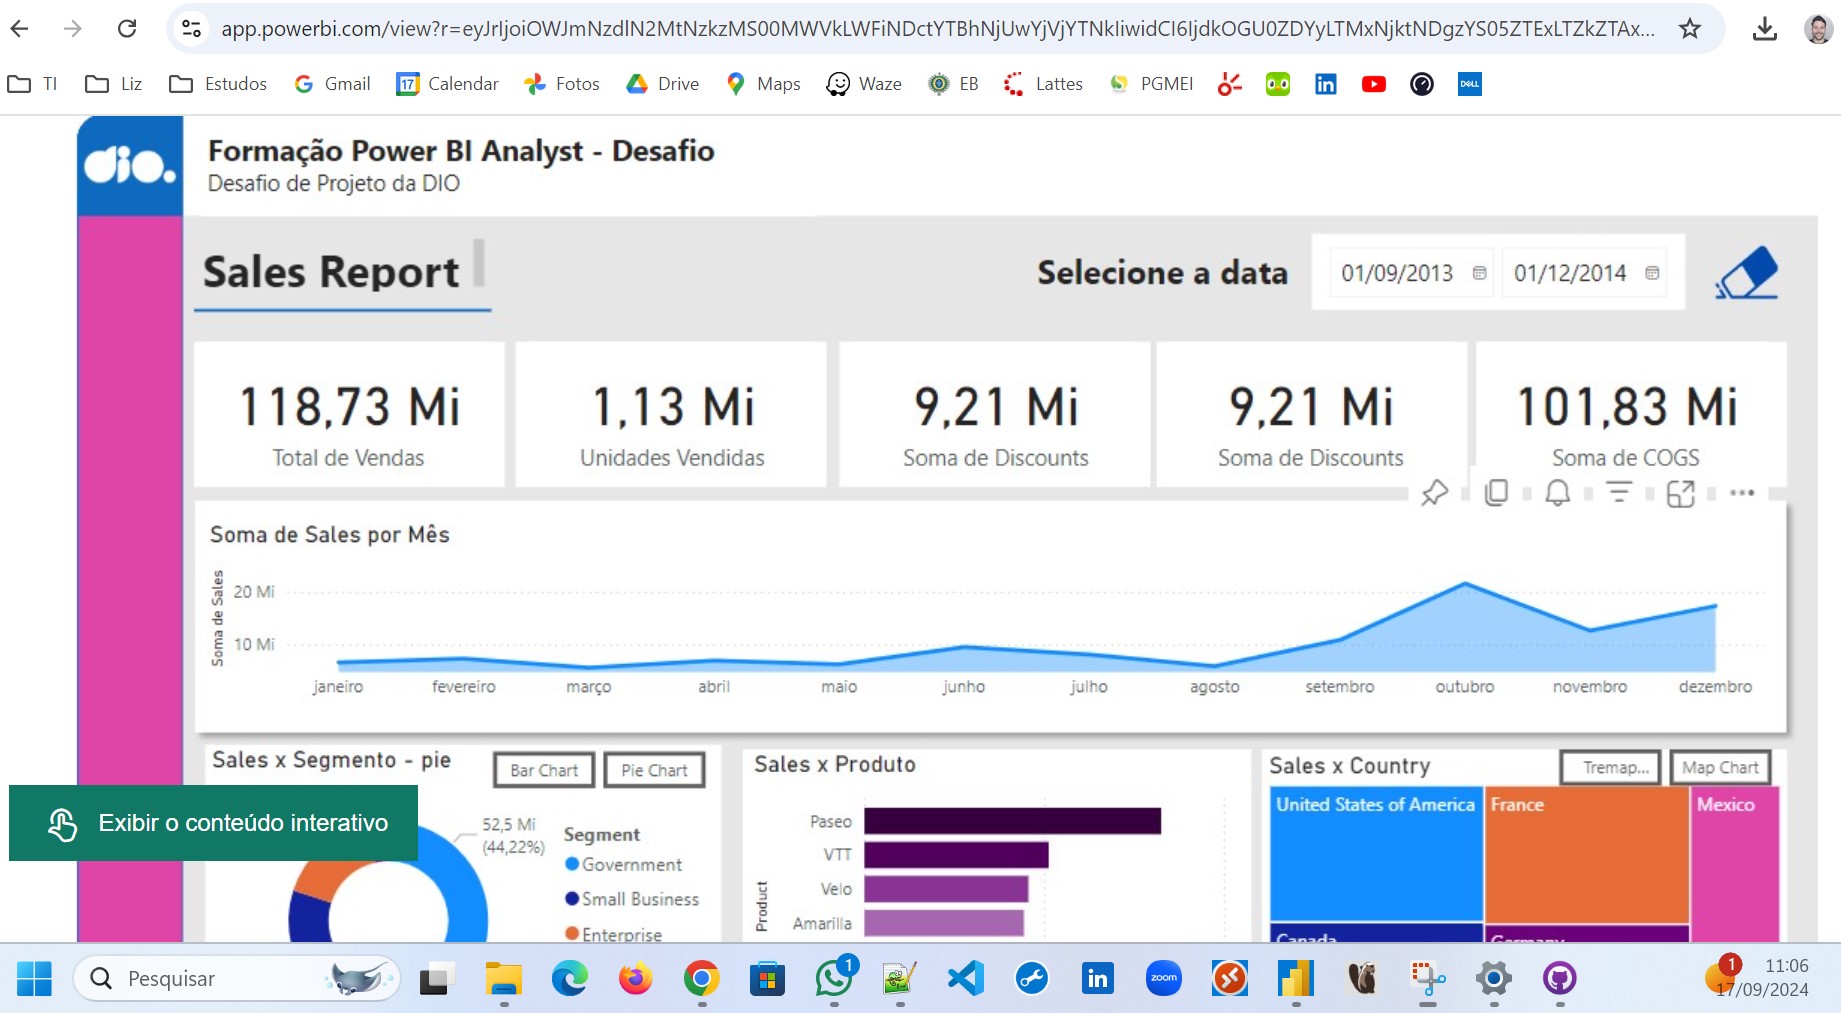 app.powerbi.com/view?r=eyJrIjoiOWJmNzdlN2MtNzkzMS00MWVkLWFiNDctYTBhNjUwYjVjYTNkIiwidCI6IjdkOGU0ZDYyLTMxNjktNDgzYS05ZTExLTZkZTAx...
TI Liz Estudos Gmail 17 Calendar Fotos Drive Maps Waze EB Lattes PGMEI in DELL
dio.
Formação Power BI Analyst - Desafio
Desafio de Projeto da DIO
Sales Report
Selecione a data
01/09/2013 01/12/2014
118,73 Mi
Total de Vendas
1,13 Mi
Unidades Vendidas
9,21 Mi
Soma de Discounts
9,21 Mi
Soma de Discounts
101,83 Mi
Soma de COGS
Soma de Sales por Mês
Soma de Sales
20 Mi
10 Mi
janeiro fevereiro março abril maio junho julho agosto setembro outubro novembro dezembro
Sales x Segmento - pie
Bar Chart Pie Chart
52,5 Mi
(44,22%)
Segment
Government
Small Business
Enterprise
Exibir o conteúdo interativo
Sales x Produto
Product
Paseo
VTT
Velo
Amarilla
Sales x Country
Tremap... Map Chart
United States of America France Mexico
Canada Germany
Pesquisar
1
in
zoom
1
11:06
17/09/2024